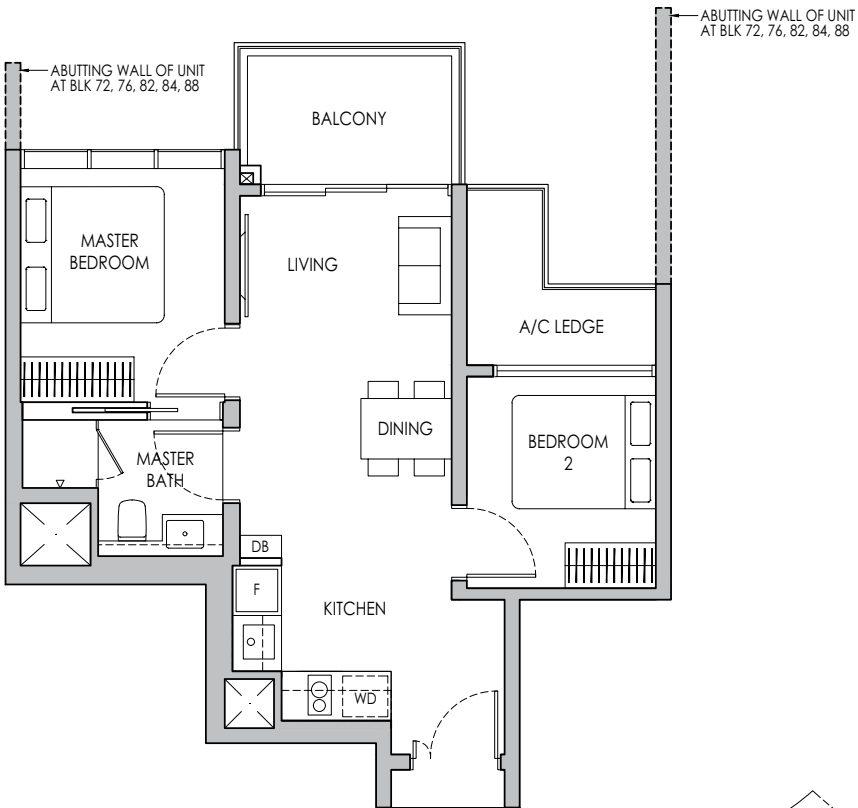 ABUTTING WALL OF UNIT
AT BLK 72, 76, 82, 84, 88
ABUTTING WALL OF UNIT
AT BLK 72, 76, 82, 84, 88
BALCONY
MASTER
BEDROOM
LIVING
A/C LEDGE
DINING
BEDROOM
2
MASTER
BATH
DB
F
KITCHEN
WD